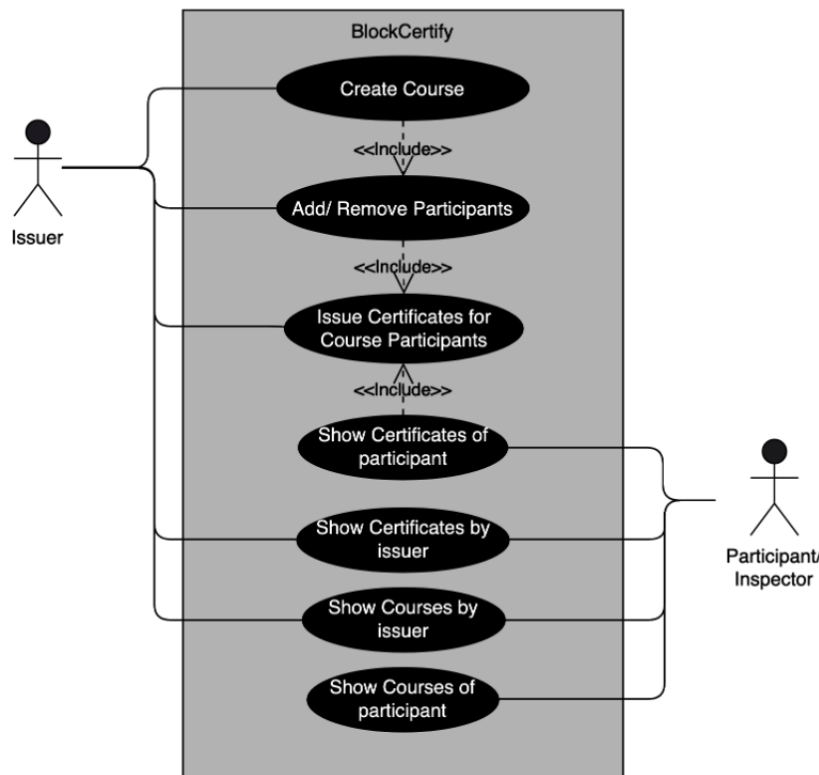 BlockCertify
Create Course
<<Include>>
Add/ Remove Participants
<<Include>>
Issue Certificates for
Course Participants
<<Include>>
Show Certificates of
participant
Show Certificates by
issuer
Show Courses by
issuer
Show Courses of
participant
Issuer
Participant/
Inspector